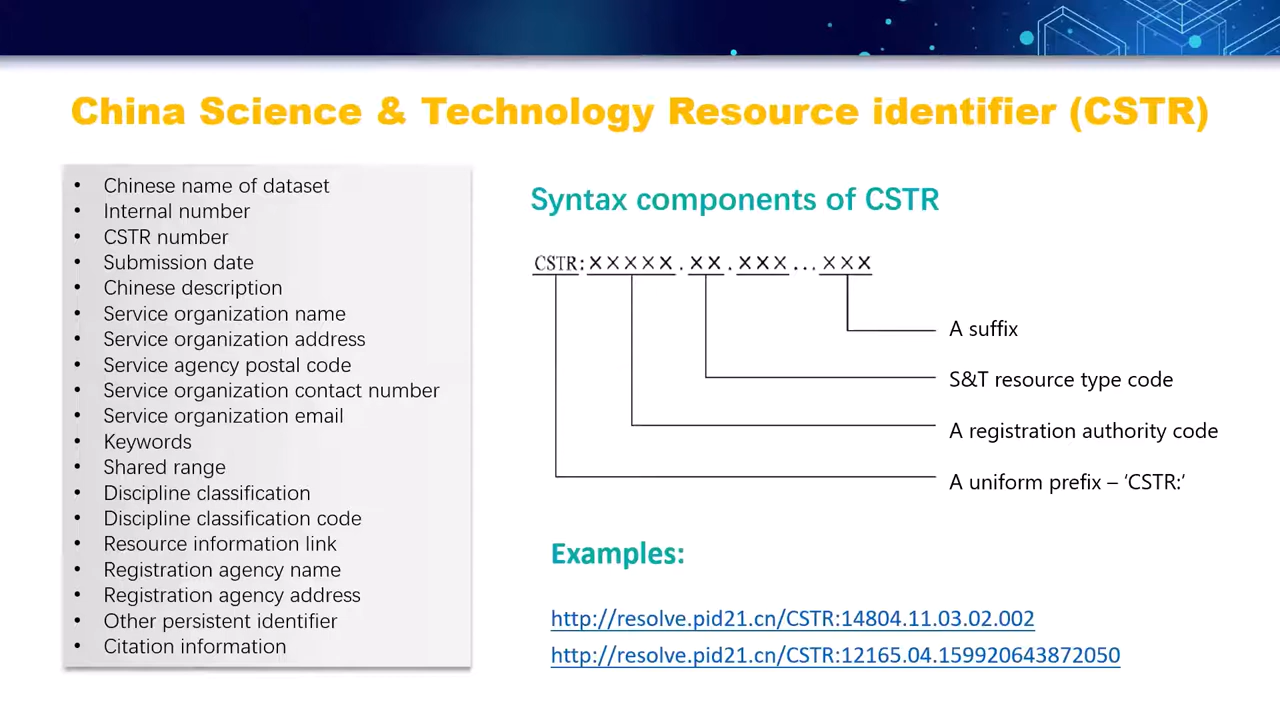 China Science & Technology Resource identifier (CSTR)
• Chinese name of dataset
• Internal number
• CSTR number
• Submission date
• Chinese description
• Service organization name
• Service organization address
• Service agency postal code
• Service organization contact number
• Service organization email
• Keywords
• Shared range
• Discipline classification
• Discipline classification code
• Resource information link
• Registration agency name
• Registration agency address
• Other persistent identifier
• Citation information
Syntax components of CSTR
CSTR:XXXXX.XX.XXX...XXX
A suffix
S&T resource type code
A registration authority code
A uniform prefix – ‘CSTR:’
Examples:
http://resolve.pid21.cn/CSTR:14804.11.03.02.002
http://resolve.pid21.cn/CSTR:12165.04.159920643872050